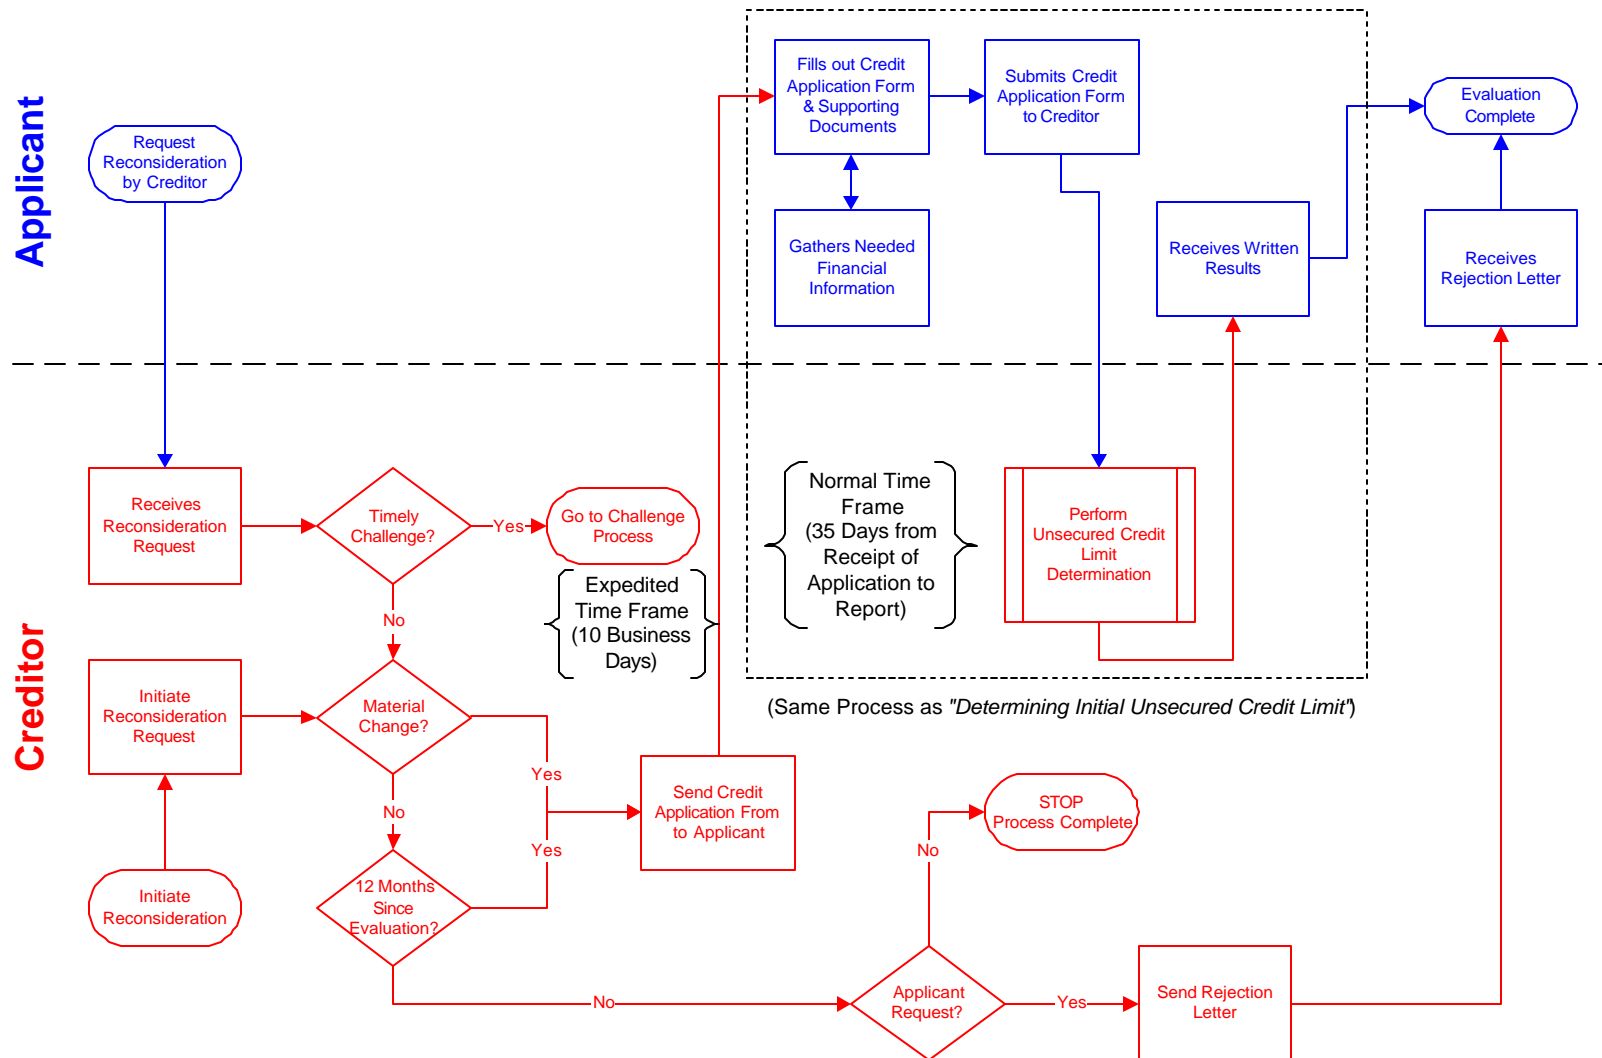 Applicant
Request
Reconsideration
by Creditor
Fills out Credit
Application Form
& Supporting
Documents
Submits Credit
Application Form
to Creditor
Evaluation
Complete
Gathers Needed
Financial
Information
Receives Written
Results
Receives
Rejection Letter
Creditor
Receives
Reconsideration
Request
Timely
Challenge?
Yes
Go to Challenge
Process
No
Expedited
Time Frame
(10 Business
Days)
Normal Time
Frame
(35 Days from
Receipt of
Application to
Report)
Perform
Unsecured Credit
Limit
Determination
(Same Process as "Determining Initial Unsecured Credit Limit")
Initiate
Reconsideration
Request
Material
Change?
Yes
No
Yes
Send Credit
Application From
to Applicant
STOP
Process Complete
Initiate
Reconsideration
12 Months
Since
Evaluation?
No
No
Applicant
Request?
Yes
Send Rejection
Letter